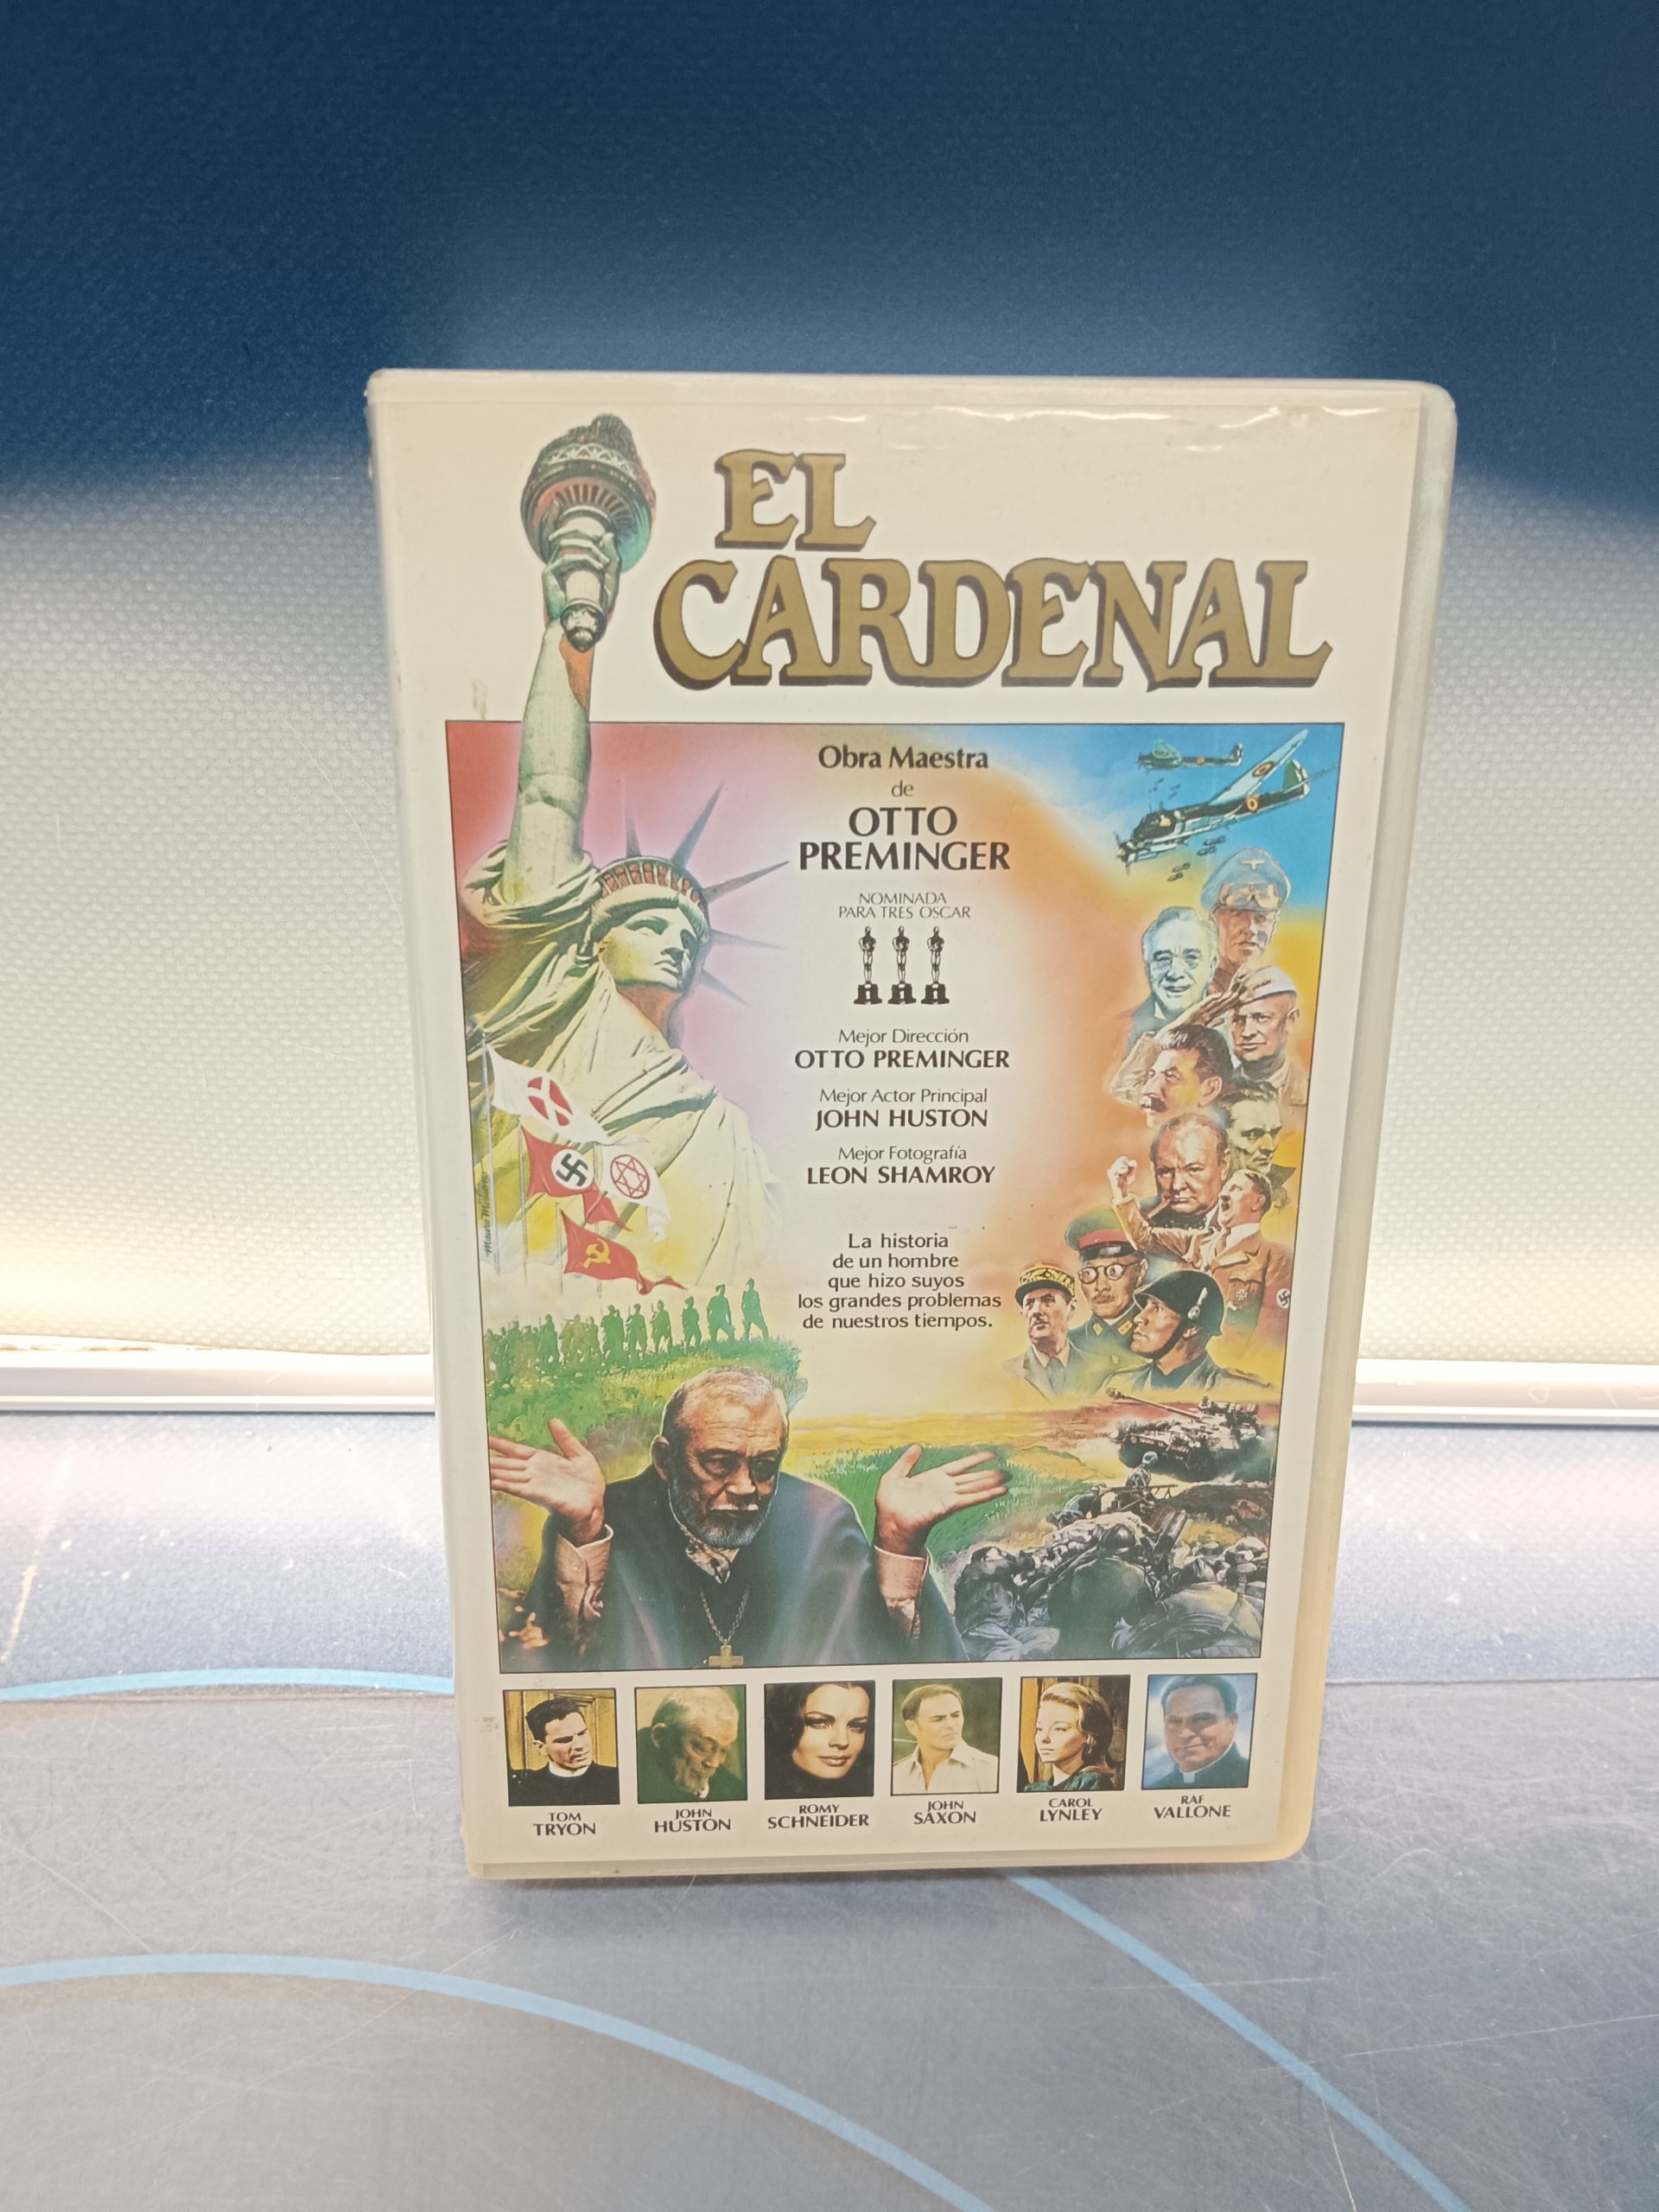 EL
CARDENAL
Obra Maestra
de
OTTO
PREMINGER
NOMINADA
PARA TRES OSCAR
Mejor Dirección
OTTO PREMINGER
Mejor Actor Principal
JOHN HUSTON
Mejor Fotografía
LEON SHAMROY
La historia
de un hombre
que hizo suyos
los grandes problemas
de nuestros tiempos.
TOM
TRYON
JOHN
HUSTON
ROMY
SCHNEIDER
JOHN
SAXON
CAROL
LYNLEY
RAF
VALLONE